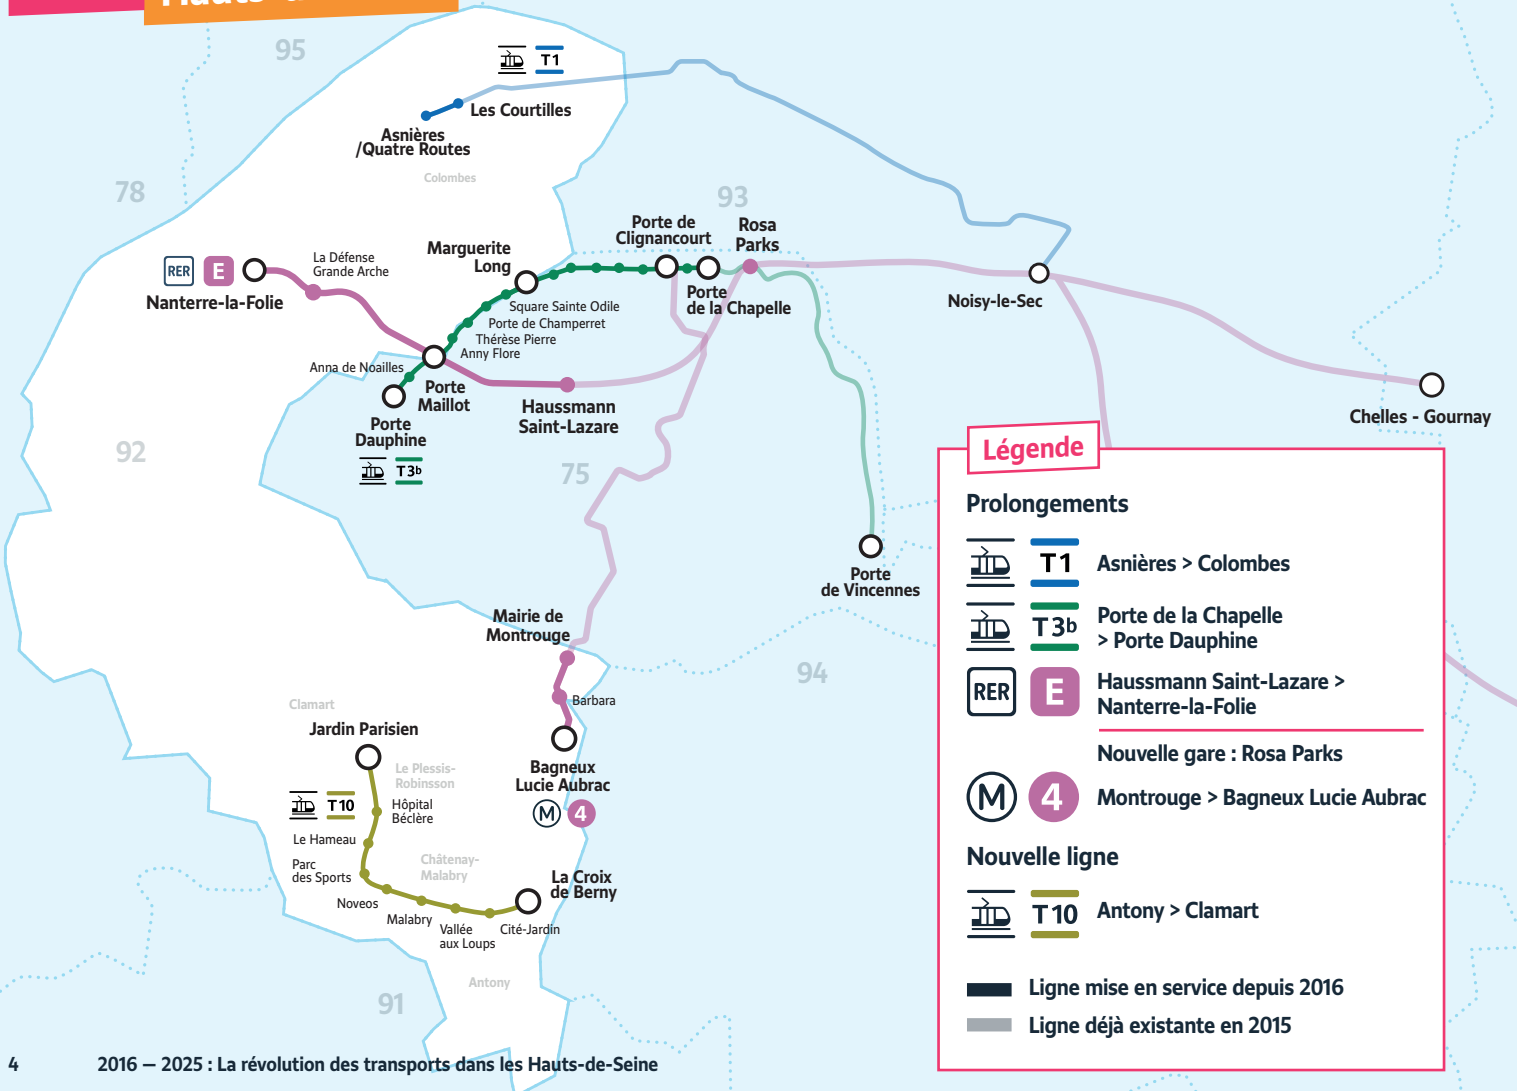 95
T1
Les Courtilles
Asnières
/Quatre Routes
Colombes
78
93
Porte de
Clignancourt
Rosa
Parks
Marguerite
Long
La Défense
Grande Arche
RER
E
Nanterre-la-Folie
Porte
de la Chapelle
Noisy-le-Sec
Square Sainte Odile
Porte de Champerret
Thérèse Pierre
Anny Flore
Anna de Noailles
Porte
Maillot
Haussmann
Saint-Lazare
Porte
Dauphine
T3b
Chelles - Gournay
92
75
Porte
de Vincennes
Mairie de
Montrouge
94
Barbara
Clamart
Jardin Parisien
Le Plessis-
Robinsson
Bagneux
Lucie Aubrac
M
4
T10
Hôpital
Béclère
Le Hameau
Parc
des Sports
Châtenay-
Malabry
La Croix
de Berny
Noveos
Malabry
Vallée
aux Loups
Cité-Jardin
Antony
91
Légende
Prolongements
T1
Asnières > Colombes
T3b
Porte de la Chapelle
> Porte Dauphine
RER
E
Haussmann Saint-Lazare >
Nanterre-la-Folie
Nouvelle gare : Rosa Parks
M
4
Montrouge > Bagneux Lucie Aubrac
Nouvelle ligne
T10
Antony > Clamart
Ligne mise en service depuis 2016
Ligne déjà existante en 2015
4
2016 — 2025 : La révolution des transports dans les Hauts-de-Seine